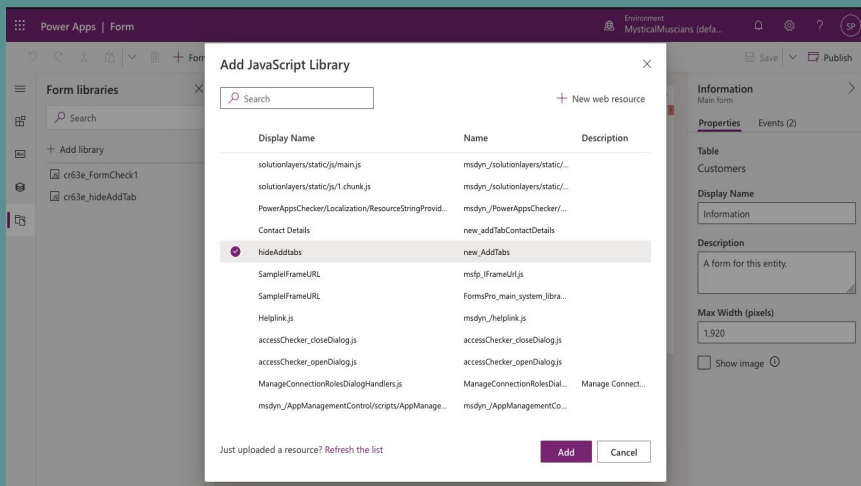 Power Apps | Form
Environment
MysticalMuscians (defa...
SP
+ Form
Save
Publish
Form libraries
Search
+ Add library
cr63e_FormCheck1
cr63e_hideAddTab
Add JavaScript Library
Search
+ New web resource
Display Name Name Description
solutionlayers/static/js/main.js msdyn_/solutionlayers/static/...
solutionlayers/static/js/1.chunk.js msdyn_/solutionlayers/static/...
PowerAppsChecker/Localization/ResourceStringProvid... msdyn_/PowerAppsChecker/...
Contact Details new_addTabContactDetails
hideAddtabs new_AddTabs
SampleIFrameURL msfp_IFrameUrl.js
SampleIFrameURL FormsPro_main_system_libra...
Helplink.js msdyn_/helplink.js
accessChecker_closeDialog.js accessChecker_closeDialog.js
accessChecker_openDialog.js accessChecker_openDialog.js
ManageConnectionRolesDialogHandlers.js ManageConnectionRolesDial... Manage Connect...
msdyn_/AppManagementControl/scripts/AppManage... msdyn_/AppManagementCo...
Just uploaded a resource? Refresh the list
Add
Cancel
Information
Main form
Properties Events (2)
Table
Customers
Display Name
Information
Description
A form for this entity.
Max Width (pixels)
1,920
Show image